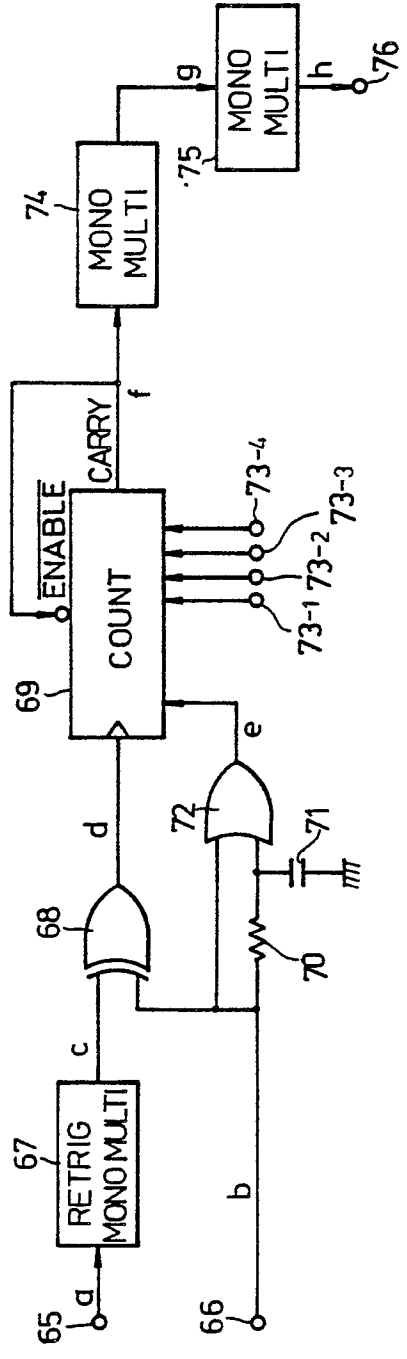 65
a
67
RETRIG
MONO MULTI
c
68
d
69
ENABLE
COUNT
CARRY
f
74
MONO
MULTI
g
75
MONO
MULTI
h
76
66
b
70
71
72
e
73-1
73-2
73-3
73-4